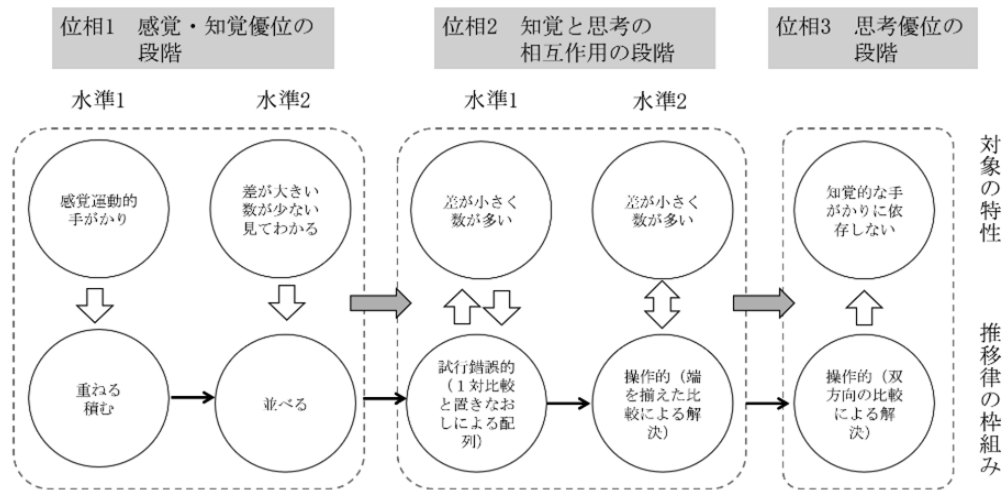 位相1 感覚・知覚優位の
段階
位相2 知覚と思考の
相互作用の段階
位相3 思考優位の
段階
水準1
水準2
水準1
水準2
感覚運動的
手がかり
差が大きい
数が少ない
見てわかる
差が小さく
数が多い
差が小さく
数が多い
知覚的な手
がかりに依
存しない
対象の特性
重ねる
積む
並べる
試行錯誤的
(1対比較
と置きなお
しによる配
列)
操作的(端
を揃えた比
較による解
決)
操作的(双
方向の比較
による解
決)
推移律の枠組み